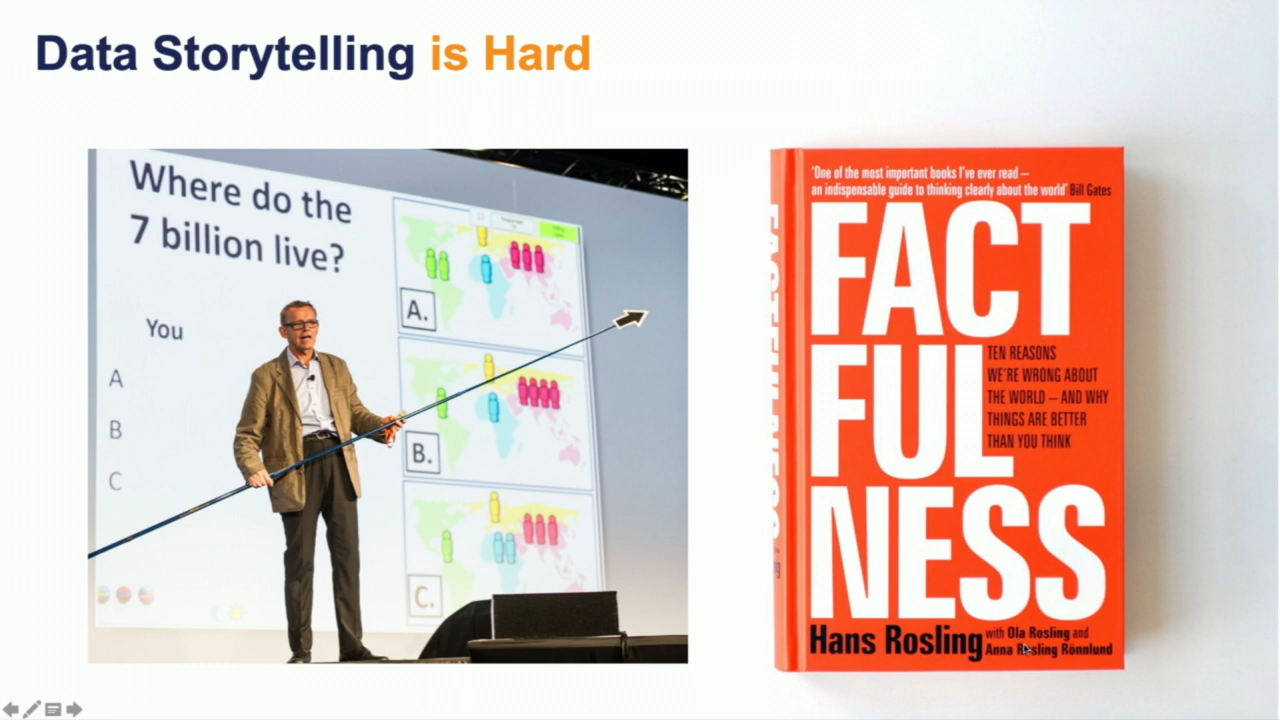 Data Storytelling is Hard
Where do the
7 billion live?
You
A
B
C
A.
B.
C.
'One of the most important books I've ever read –
an indispensable guide to thinking clearly about the world' Bill Gates
FACT
FUL
NESS
TEN REASONS
WE'RE WRONG ABOUT
THE WORLD – AND WHY
THINGS ARE BETTER
THAN YOU THINK
Hans Rosling
with Ola Rosling and
Anna Rosling Rönnlund